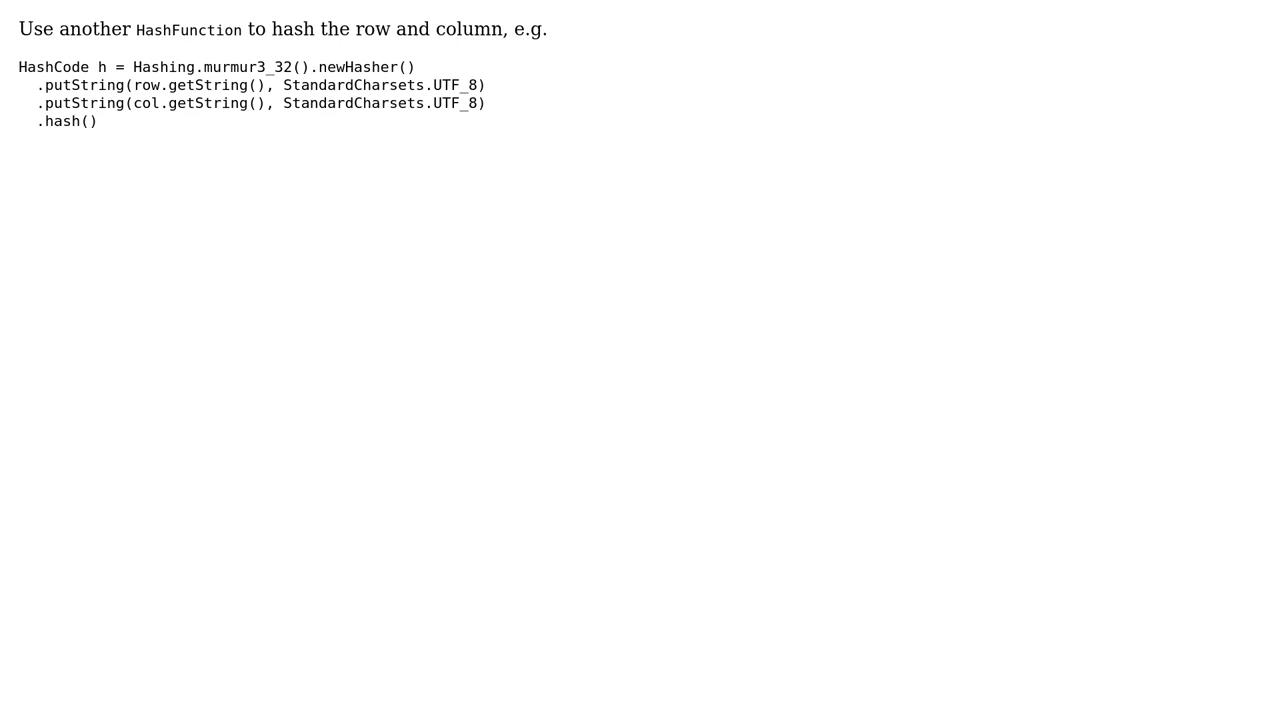 Use another HashFunction to hash the row and column, e.g.
HashCode h = Hashing.murmur3_32().newHasher()
  .putString(row.getString(), StandardCharsets.UTF_8)
  .putString(col.getString(), StandardCharsets.UTF_8)
  .hash()